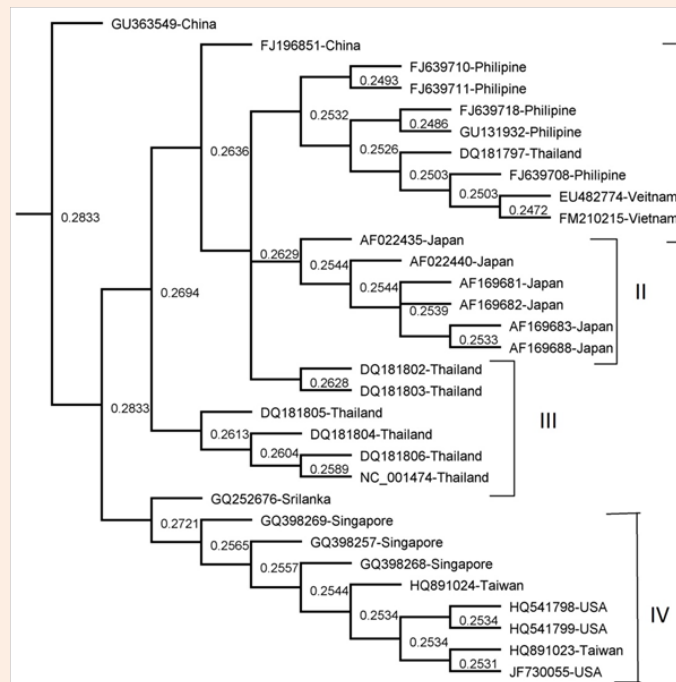 GU363549-China
FJ196851-China
FJ639710-Philipine
0.2493
FJ639711-Philipine
0.2532
FJ639718-Philipine
0.2486
GU131932-Philipine
0.2636
0.2526
DQ181797-Thailand
0.2503
FJ639708-Philipine
0.2503
EU482774-Veitnam
0.2472
0.2833
FM210215-Vietnam
AF022435-Japan
0.2629
0.2544
AF022440-Japan
0.2694
0.2544
AF169681-Japan
II
AF169682-Japan
0.2539
AF169683-Japan
0.2533
AF169688-Japan
DQ181802-Thailand
0.2628
DQ181803-Thailand
0.2833
DQ181805-Thailand
III
0.2613
DQ181804-Thailand
0.2604
DQ181806-Thailand
0.2589
NC_001474-Thailand
GQ252676-Srilanka
0.2721
GQ398269-Singapore
0.2565
GQ398257-Singapore
0.2557
GQ398268-Singapore
0.2544
HQ891024-Taiwan
0.2534
HQ541798-USA
IV
0.2534
HQ541799-USA
0.2534
HQ891023-Taiwan
0.2531
JF730055-USA